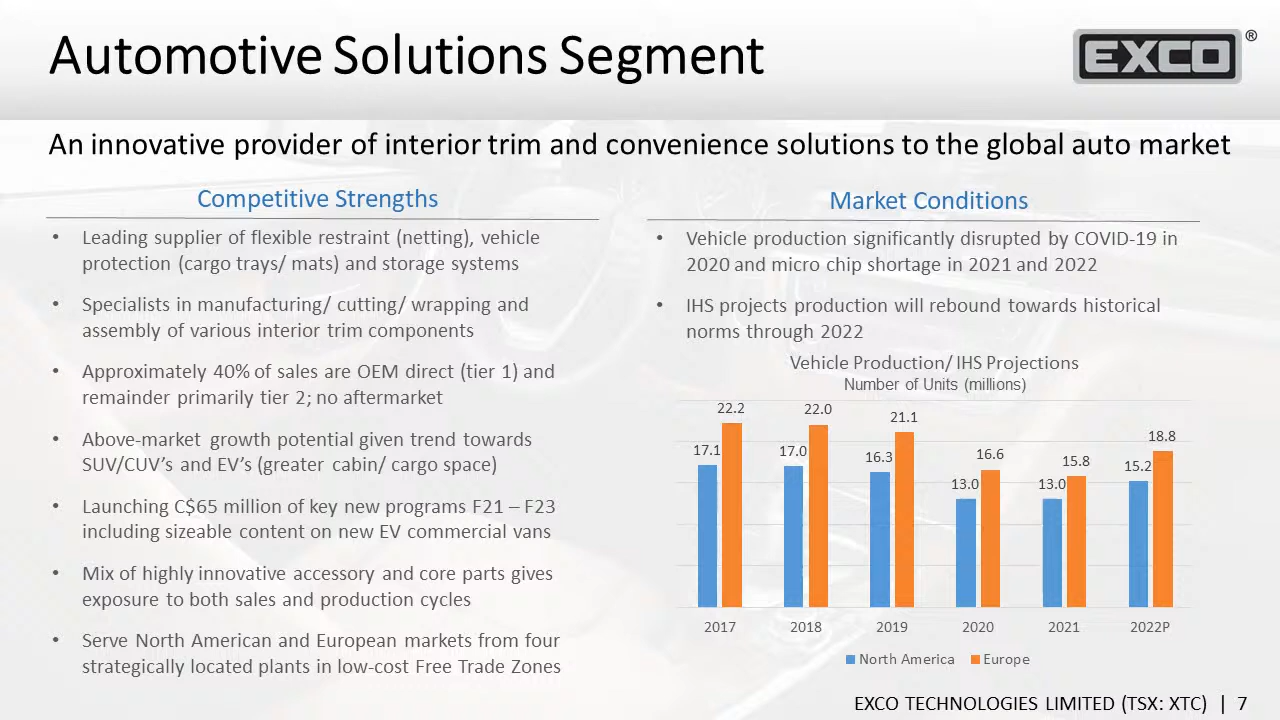 Automotive Solutions Segment
EXCO®
An innovative provider of interior trim and convenience solutions to the global auto market
Competitive Strengths
• Leading supplier of flexible restraint (netting), vehicle
protection (cargo trays/ mats) and storage systems
• Specialists in manufacturing/ cutting/ wrapping and
assembly of various interior trim components
• Approximately 40% of sales are OEM direct (tier 1) and
remainder primarily tier 2; no aftermarket
• Above-market growth potential given trend towards
SUV/CUV’s and EV’s (greater cabin/ cargo space)
• Launching C$65 million of key new programs F21 – F23
including sizeable content on new EV commercial vans
• Mix of highly innovative accessory and core parts gives
exposure to both sales and production cycles
• Serve North American and European markets from four
strategically located plants in low-cost Free Trade Zones
Market Conditions
• Vehicle production significantly disrupted by COVID-19 in
2020 and micro chip shortage in 2021 and 2022
• IHS projects production will rebound towards historical
norms through 2022
Vehicle Production/ IHS Projections
Number of Units (millions)
17.1 22.2 17.0 22.0 16.3 21.1 13.0 16.6 13.0 15.8 15.2 18.8
2017 2018 2019 2020 2021 2022P
North America Europe
EXCO TECHNOLOGIES LIMITED (TSX: XTC) | 7